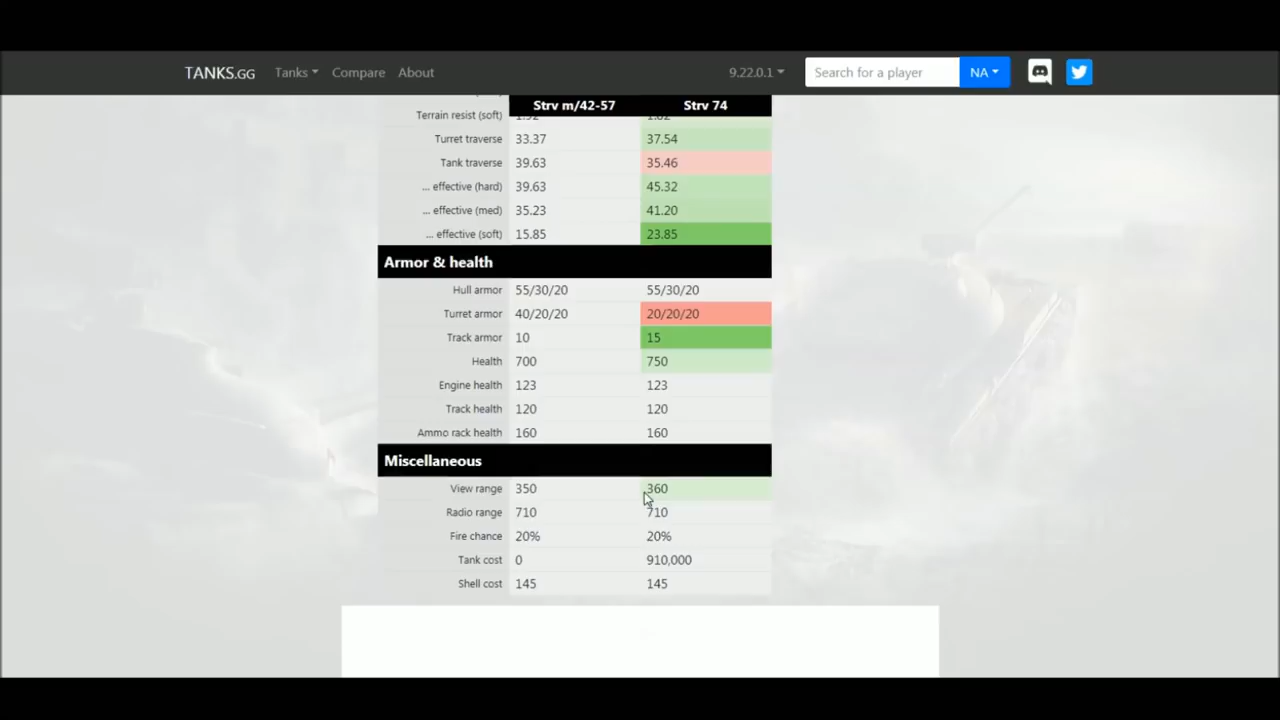 TANKS.GG Tanks Compare About 9.22.0.1 Search for a player NA
Strv m/42-57 Strv 74
Terrain resist (soft) 1.92 1.82
Turret traverse 33.37 37.54
Tank traverse 39.63 35.46
... effective (hard) 39.63 45.32
... effective (med) 35.23 41.20
... effective (soft) 15.85 23.85
Armor & health
Hull armor 55/30/20 55/30/20
Turret armor 40/20/20 20/20/20
Track armor 10 15
Health 700 750
Engine health 123 123
Track health 120 120
Ammo rack health 160 160
Miscellaneous
View range 350 360
Radio range 710 710
Fire chance 20% 20%
Tank cost 0 910,000
Shell cost 145 145